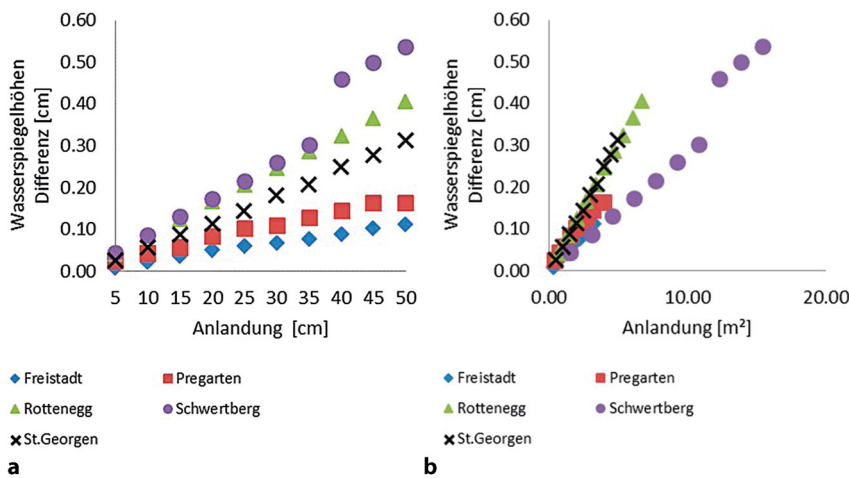 Wasserspiegelhöhen
Differenz [cm]
0.60
0.50
0.40
0.30
0.20
0.10
0.00
5 10 15 20 25 30 35 40 45 50
Anlandung [cm]
Freistadt Pregarten
Rottenegg Schwertberg
St.Georgen
a
Wasserspiegelhöhen
Differenz [cm]
0.60
0.50
0.40
0.30
0.20
0.10
0.00
0.00 10.00 20.00
Anlandung [m²]
Freistadt Pregarten
Rottenegg Schwertberg
St.Georgen
b